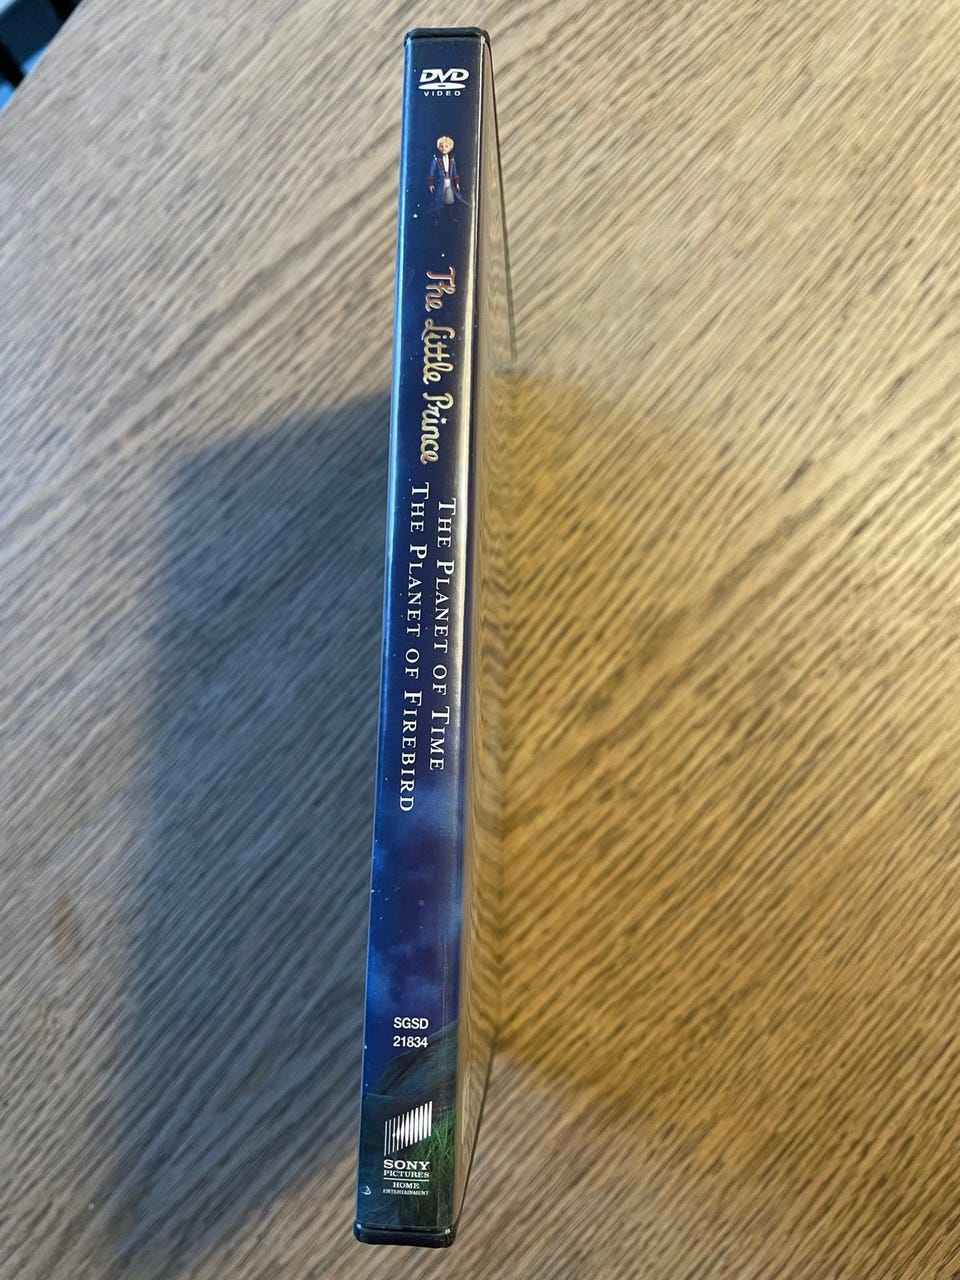 DVD
VIDEO
The Little Prince
THE PLANET OF TIME
THE PLANET OF FIREBIRD
SGSD
21834
SONY
PICTURES
HOME
ENTERTAINMENT